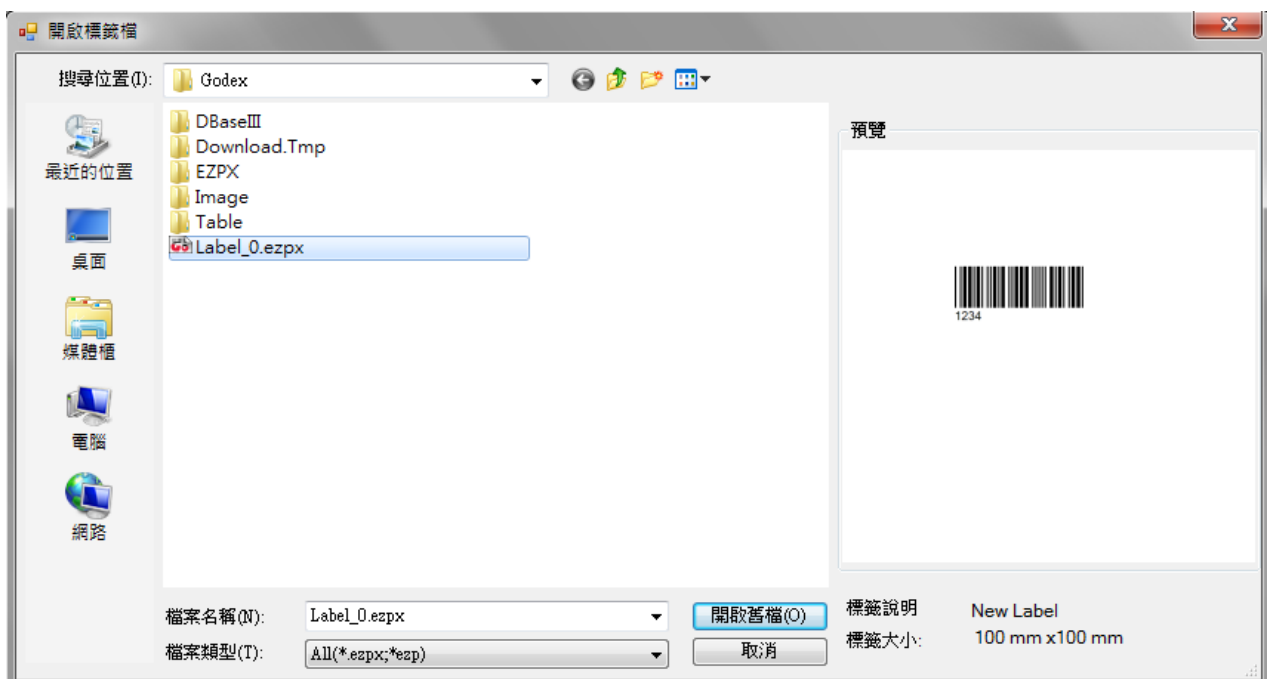 開啟標籤檔
搜尋位置(I): Godex
最近的位置
桌面
媒體櫃
電腦
網路
DBaseⅢ
Download.Tmp
EZPX
Image
Table
Label_0.ezpx
預覽
1234
檔案名稱(N): Label_0.ezpx 開啟舊檔(O)
檔案類型(T): All(*.ezpx;*ezp) 取消
標籤說明 New Label
標籤大小: 100 mm x100 mm